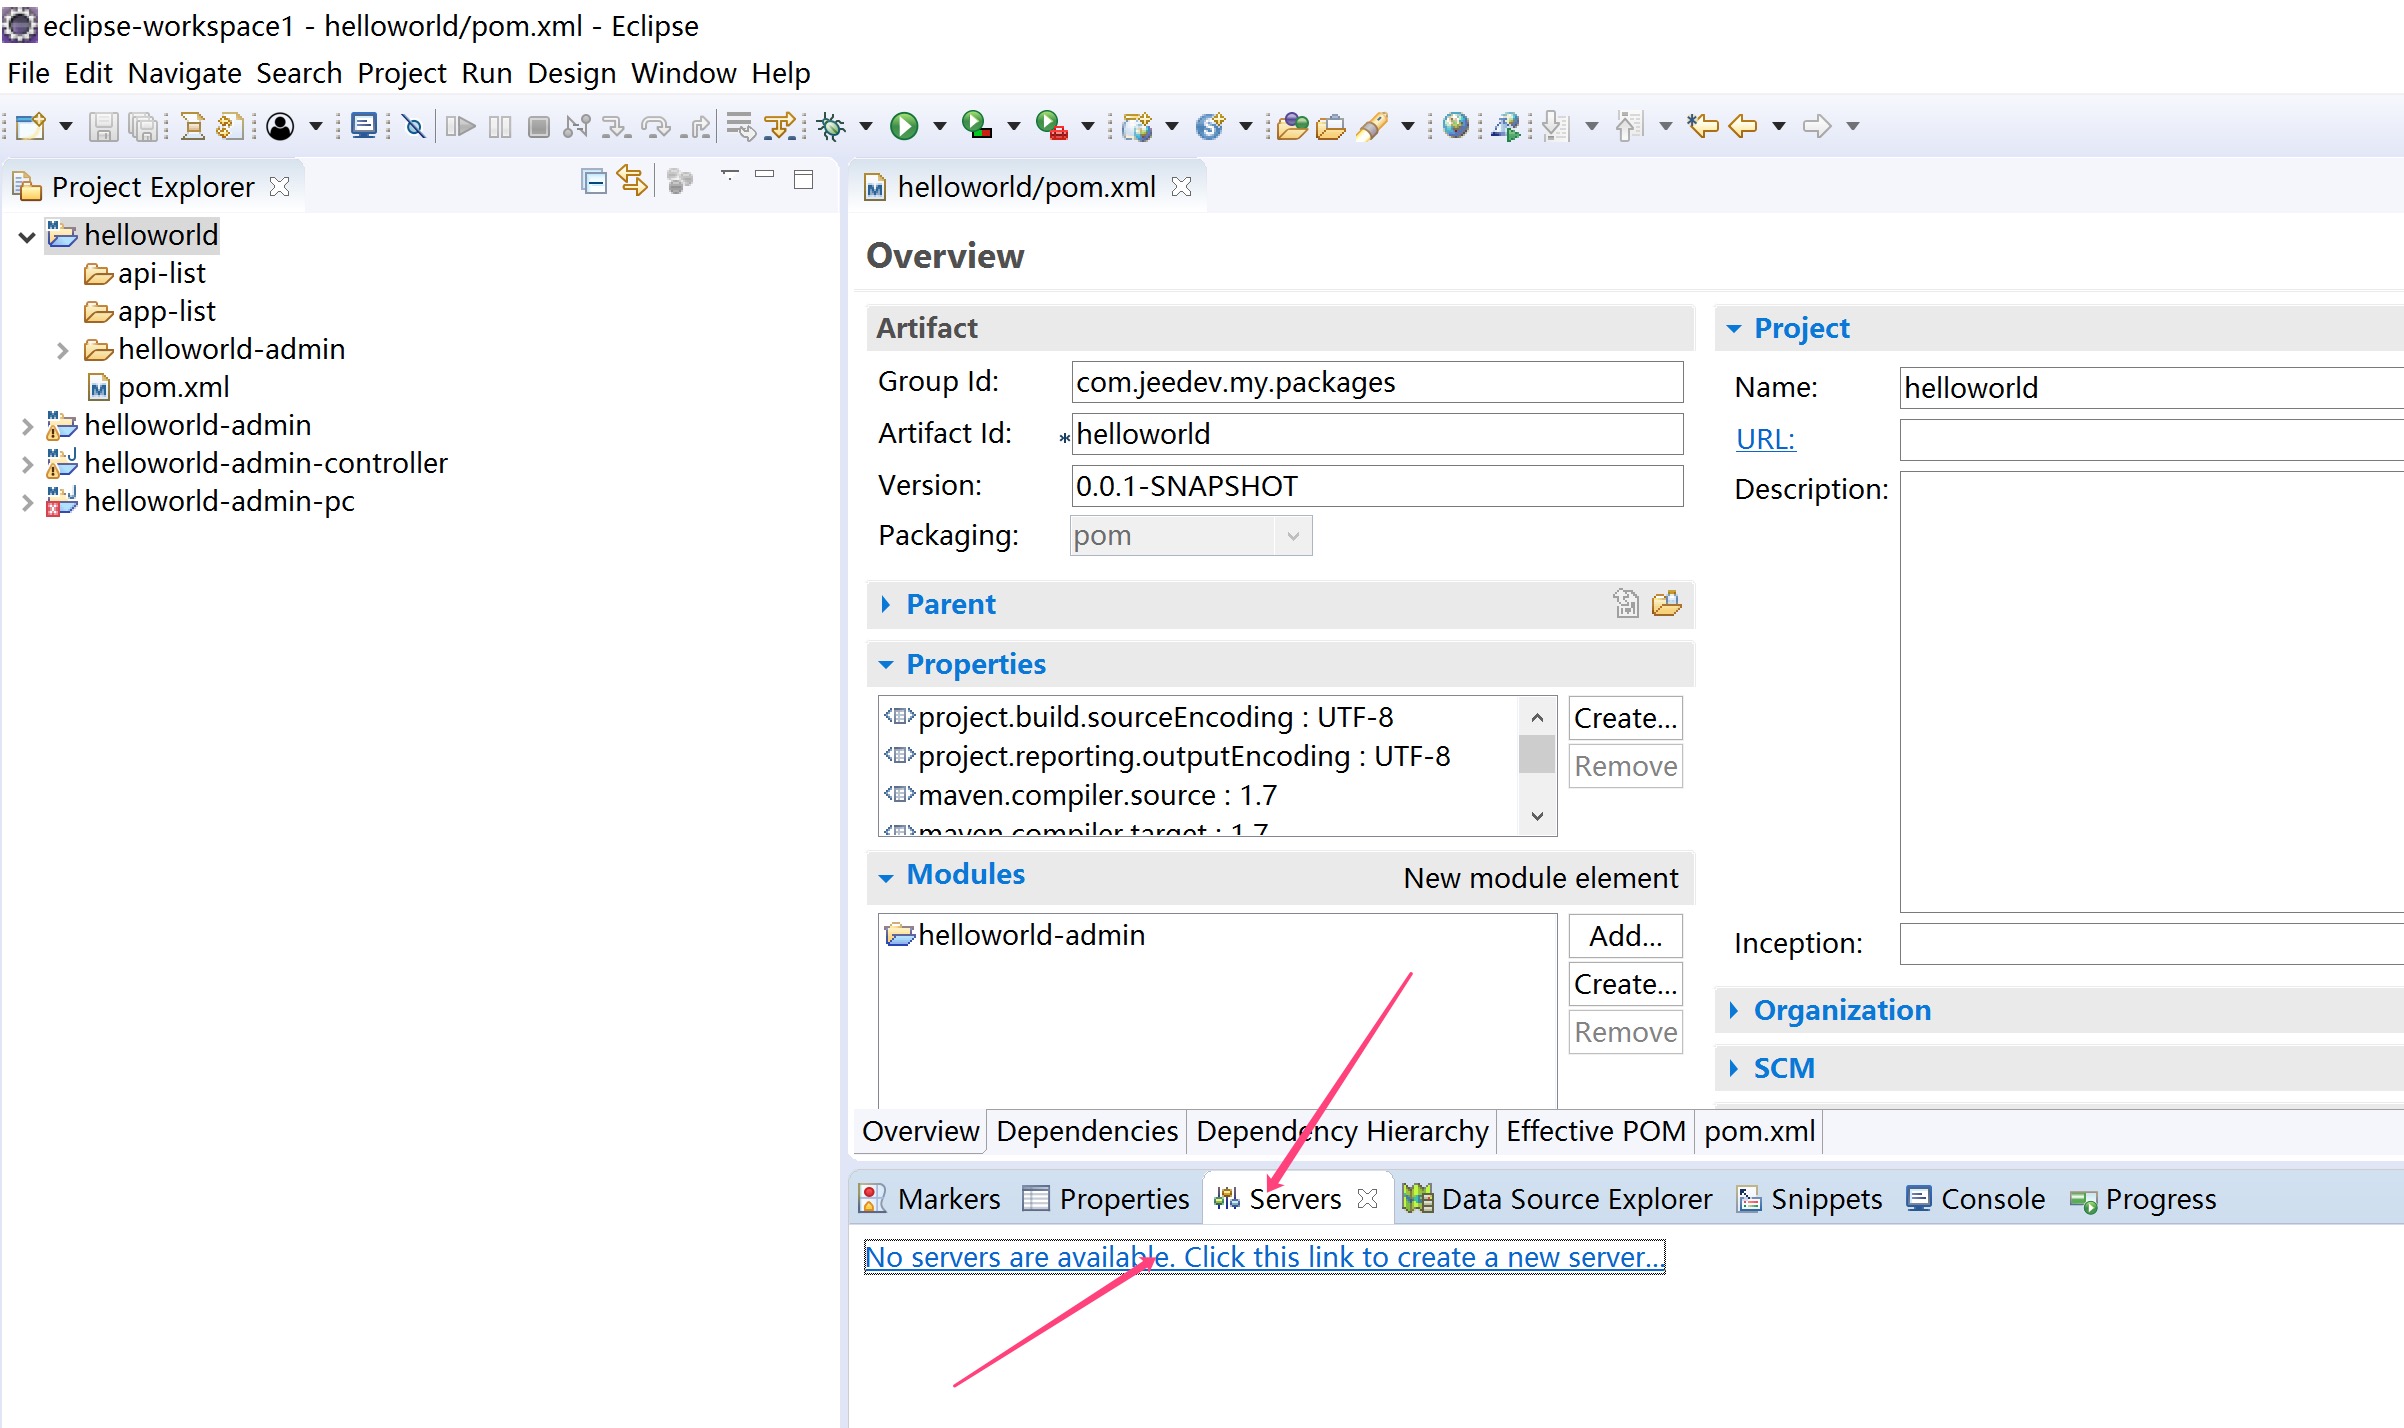 eclipse-workspace1 - helloworld/pom.xml - Eclipse
File Edit Navigate Search Project Run Design Window Help
Project Explorer
helloworld
api-list
app-list
helloworld-admin
pom.xml
helloworld-admin
helloworld-admin-controller
helloworld-admin-pc
helloworld/pom.xml
Overview
Artifact
Group Id: com.jeedev.my.packages
Artifact Id: helloworld
Version: 0.0.1-SNAPSHOT
Packaging: pom
Parent
Properties
project.build.sourceEncoding : UTF-8
project.reporting.outputEncoding : UTF-8
maven.compiler.source : 1.7
maven.compiler.target : 1.7
Create...
Remove
Modules New module element
helloworld-admin
Add...
Create...
Remove
Project
Name: helloworld
URL:
Description:
Inception:
Organization
SCM
Overview Dependencies Dependency Hierarchy Effective POM pom.xml
Markers Properties Servers Data Source Explorer Snippets Console Progress
No servers are available. Click this link to create a new server...